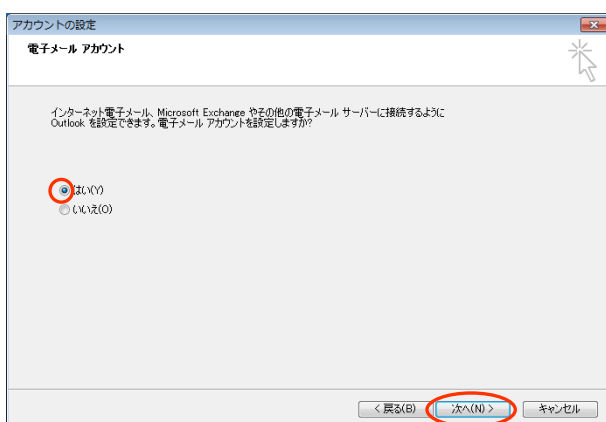 アカウントの設定
電子メール アカウント
インターネット電子メール、Microsoft Exchange やその他の電子メール サーバーに接続するように
Outlook を設定できます。電子メール アカウントを設定しますか?
はい(Y)
いいえ(O)
< 戻る(B)
次へ(N) >
キャンセル